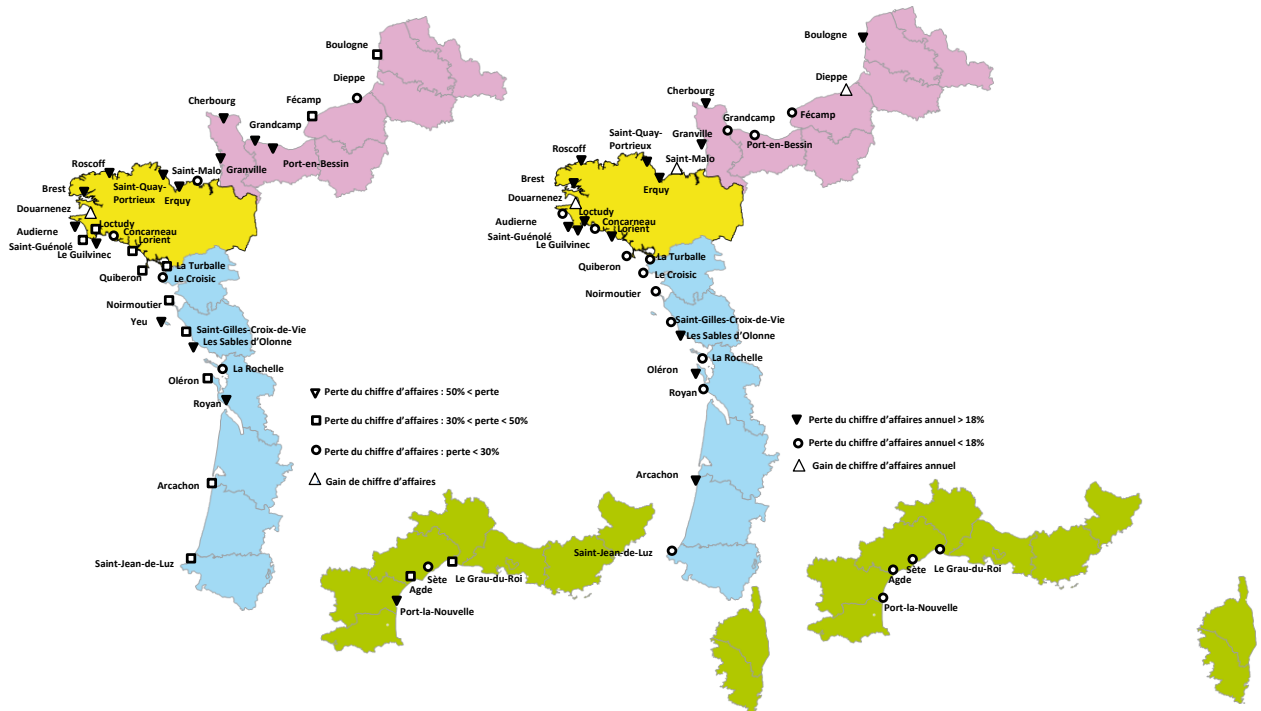 Boulogne
Dieppe
Fécamp
Cherbourg
Grandcamp
Port-en-Bessin
Granville
Saint-Malo
Roscoff
Saint-Quay-
Portrieux
Erquy
Brest
Douarnenez
Audierne
Saint-Guénolé
Le Guilvinec
Loctudy
Concarneau
Lorient
Quiberon
La Turballe
Le Croisic
Noirmoutier
Yeu
Saint-Gilles-Croix-de-Vie
Les Sables d'Olonne
La Rochelle
Oléron
Royan
Arcachon
Saint-Jean-de-Luz
Perte du chiffre d'affaires : 50% < perte
Perte du chiffre d'affaires : 30% < perte < 50%
Perte du chiffre d'affaires : perte < 30%
Gain de chiffre d'affaires
Agde
Sète
Le Grau-du-Roi
Port-la-Nouvelle
Boulogne
Dieppe
Fécamp
Cherbourg
Grandcamp
Port-en-Bessin
Granville
Saint-Quay-
Portrieux
Saint-Malo
Roscoff
Erquy
Brest
Douarnenez
Audierne
Saint-Guénolé
Le Guilvinec
Loctudy
Concarneau
Lorient
Quiberon
La Turballe
Le Croisic
Noirmoutier
Saint-Gilles-Croix-de-Vie
Les Sables d'Olonne
La Rochelle
Oléron
Royan
Arcachon
Saint-Jean-de-Luz
Perte du chiffre d'affaires annuel > 18%
Perte du chiffre d'affaires annuel < 18%
Gain de chiffre d'affaires annuel
Agde
Sète
Le Grau-du-Roi
Port-la-Nouvelle